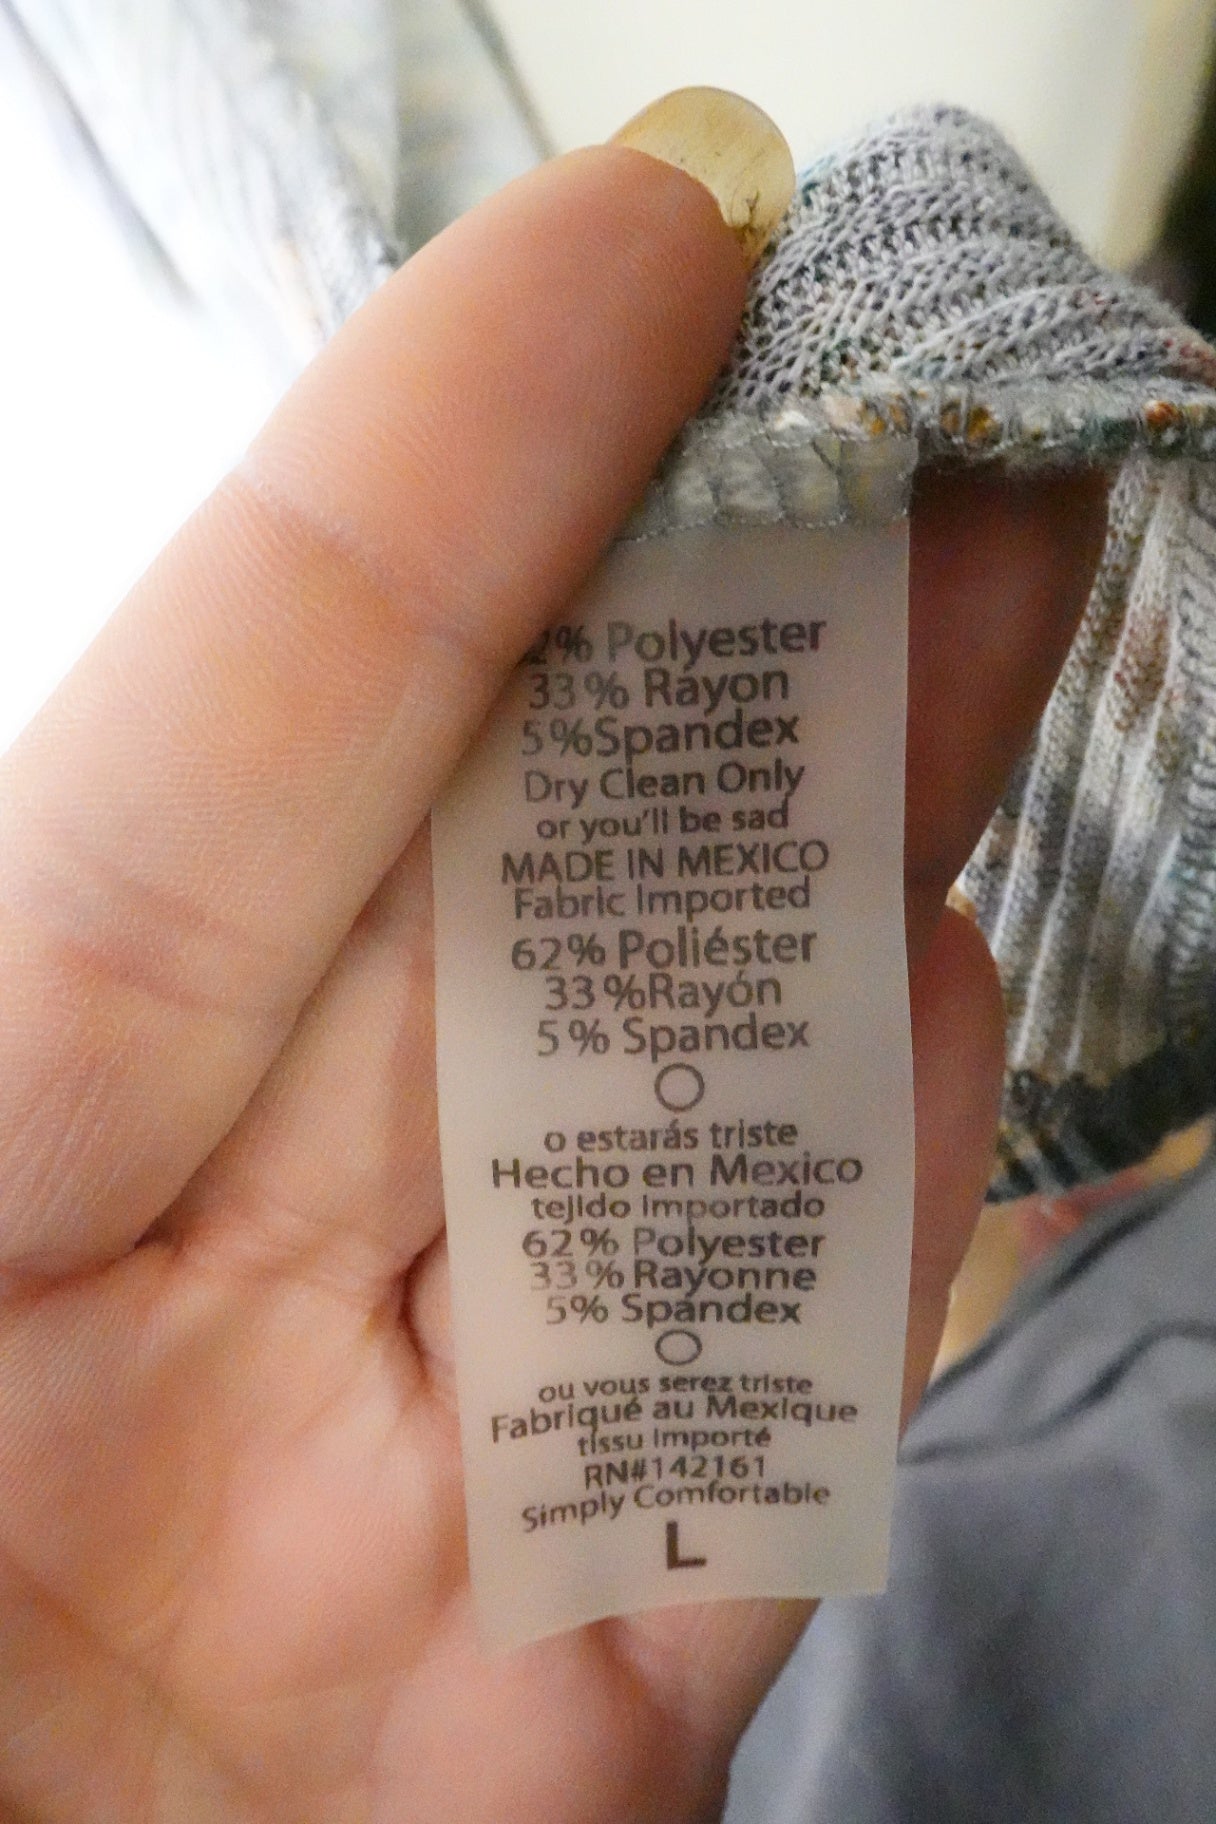 2% Polyester
33% Rayon
5%Spandex
Dry Clean Only
or you'll be sad
MADE IN MEXICO
Fabric Imported
62% Poliéster
33%Rayón
5% Spandex
o estarás triste
Hecho en Mexico
tejido importado
62% Polyester
33% Rayonne
5% Spandex
ou vous serez triste
Fabriqué au Mexique
tissu importé
RN#142161
Simply Comfortable
L